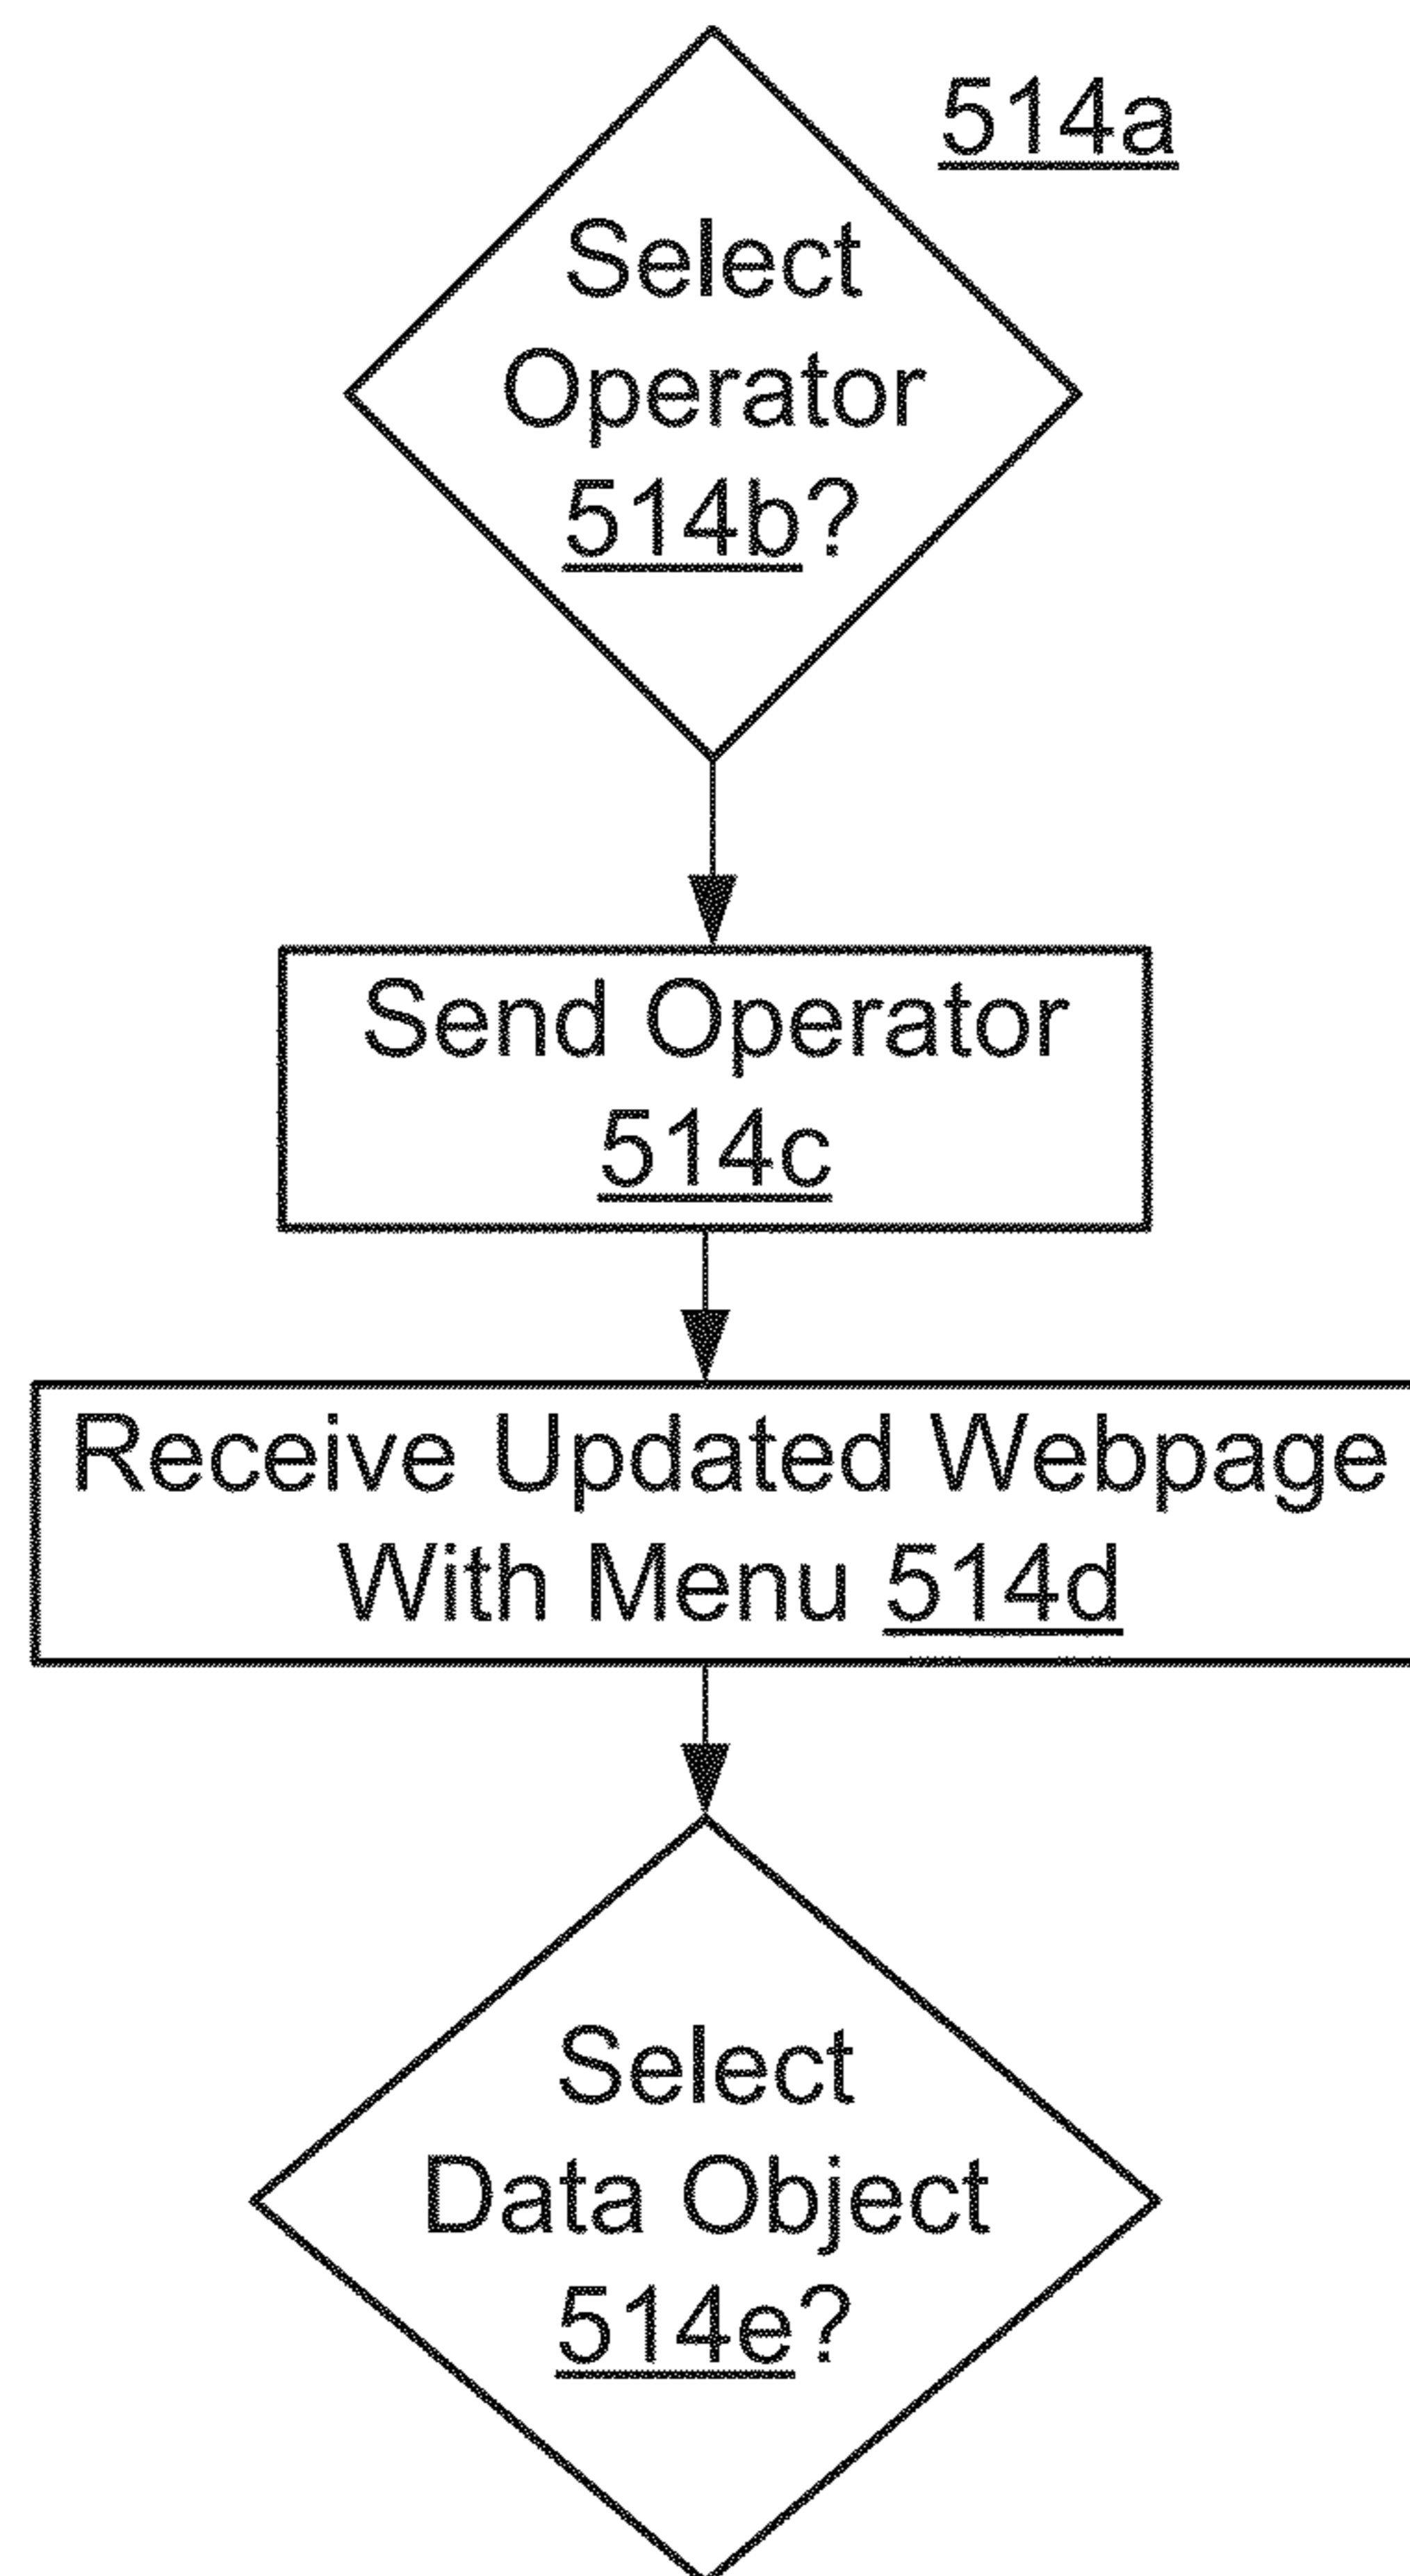 514a
Select
Operator
514b?
Send Operator
514c
Receive Updated Webpage
With Menu 514d
Select
Data Object
514e?